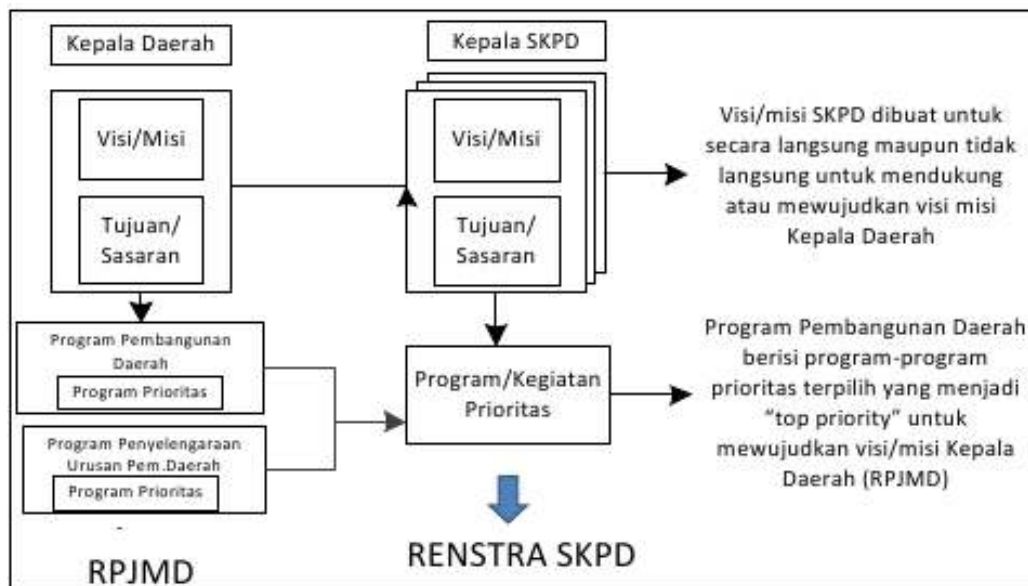 Kepala Daerah
Visi/Misi
Tujuan/
Sasaran
Program Pembangunan
Daerah
Program Prioritas
Program Penyelengaraan
Urusan Pem.Daerah
Program Prioritas
-
RPJMD
Kepala SKPD
Visi/Misi
Tujuan/
Sasaran
Program/Kegiatan
Prioritas
RENSTRA SKPD
Visi/misi SKPD dibuat untuk
secara langsung maupun tidak
langsung untuk mendukung
atau mewujudkan visi misi
Kepala Daerah
Program Pembangunan Daerah
berisi program-program
prioritas terpilih yang menjadi
“top priority” untuk
mewujudkan visi/misi Kepala
Daerah (RPJMD)